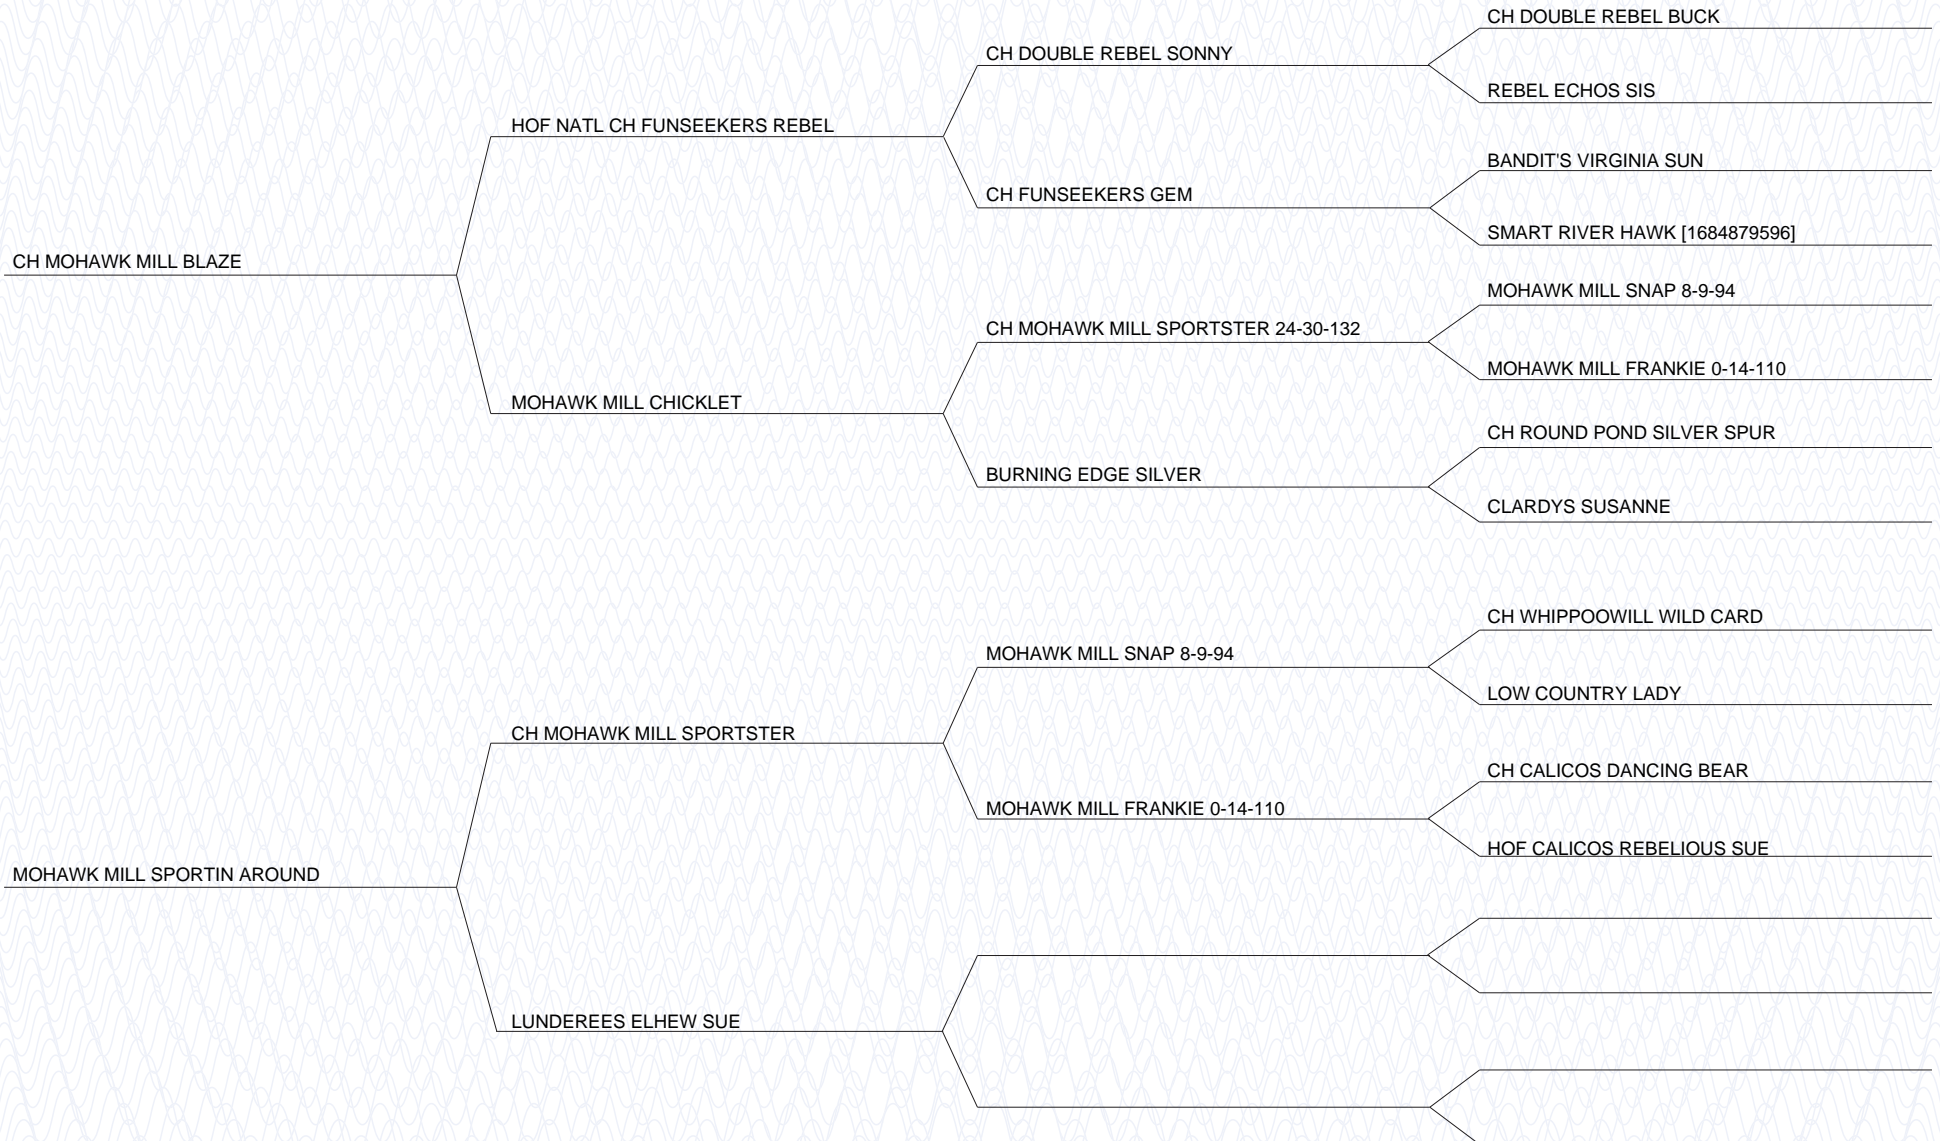 CH DOUBLE REBEL BUCK
CH DOUBLE REBEL SONNY
REBEL ECHOS SIS
HOF NATL CH FUNSEEKERS REBEL
BANDIT'S VIRGINIA SUN
CH FUNSEEKERS GEM
SMART RIVER HAWK [1684879596]
CH MOHAWK MILL BLAZE
MOHAWK MILL SNAP 8-9-94
CH MOHAWK MILL SPORTSTER 24-30-132
MOHAWK MILL FRANKIE 0-14-110
MOHAWK MILL CHICKLET
CH ROUND POND SILVER SPUR
BURNING EDGE SILVER
CLARDYS SUSANNE
CH WHIPPOOWILL WILD CARD
MOHAWK MILL SNAP 8-9-94
LOW COUNTRY LADY
CH MOHAWK MILL SPORTSTER
CH CALICOS DANCING BEAR
MOHAWK MILL FRANKIE 0-14-110
HOF CALICOS REBELIOUS SUE
MOHAWK MILL SPORTIN AROUND
LUNDEREES ELHEW SUE